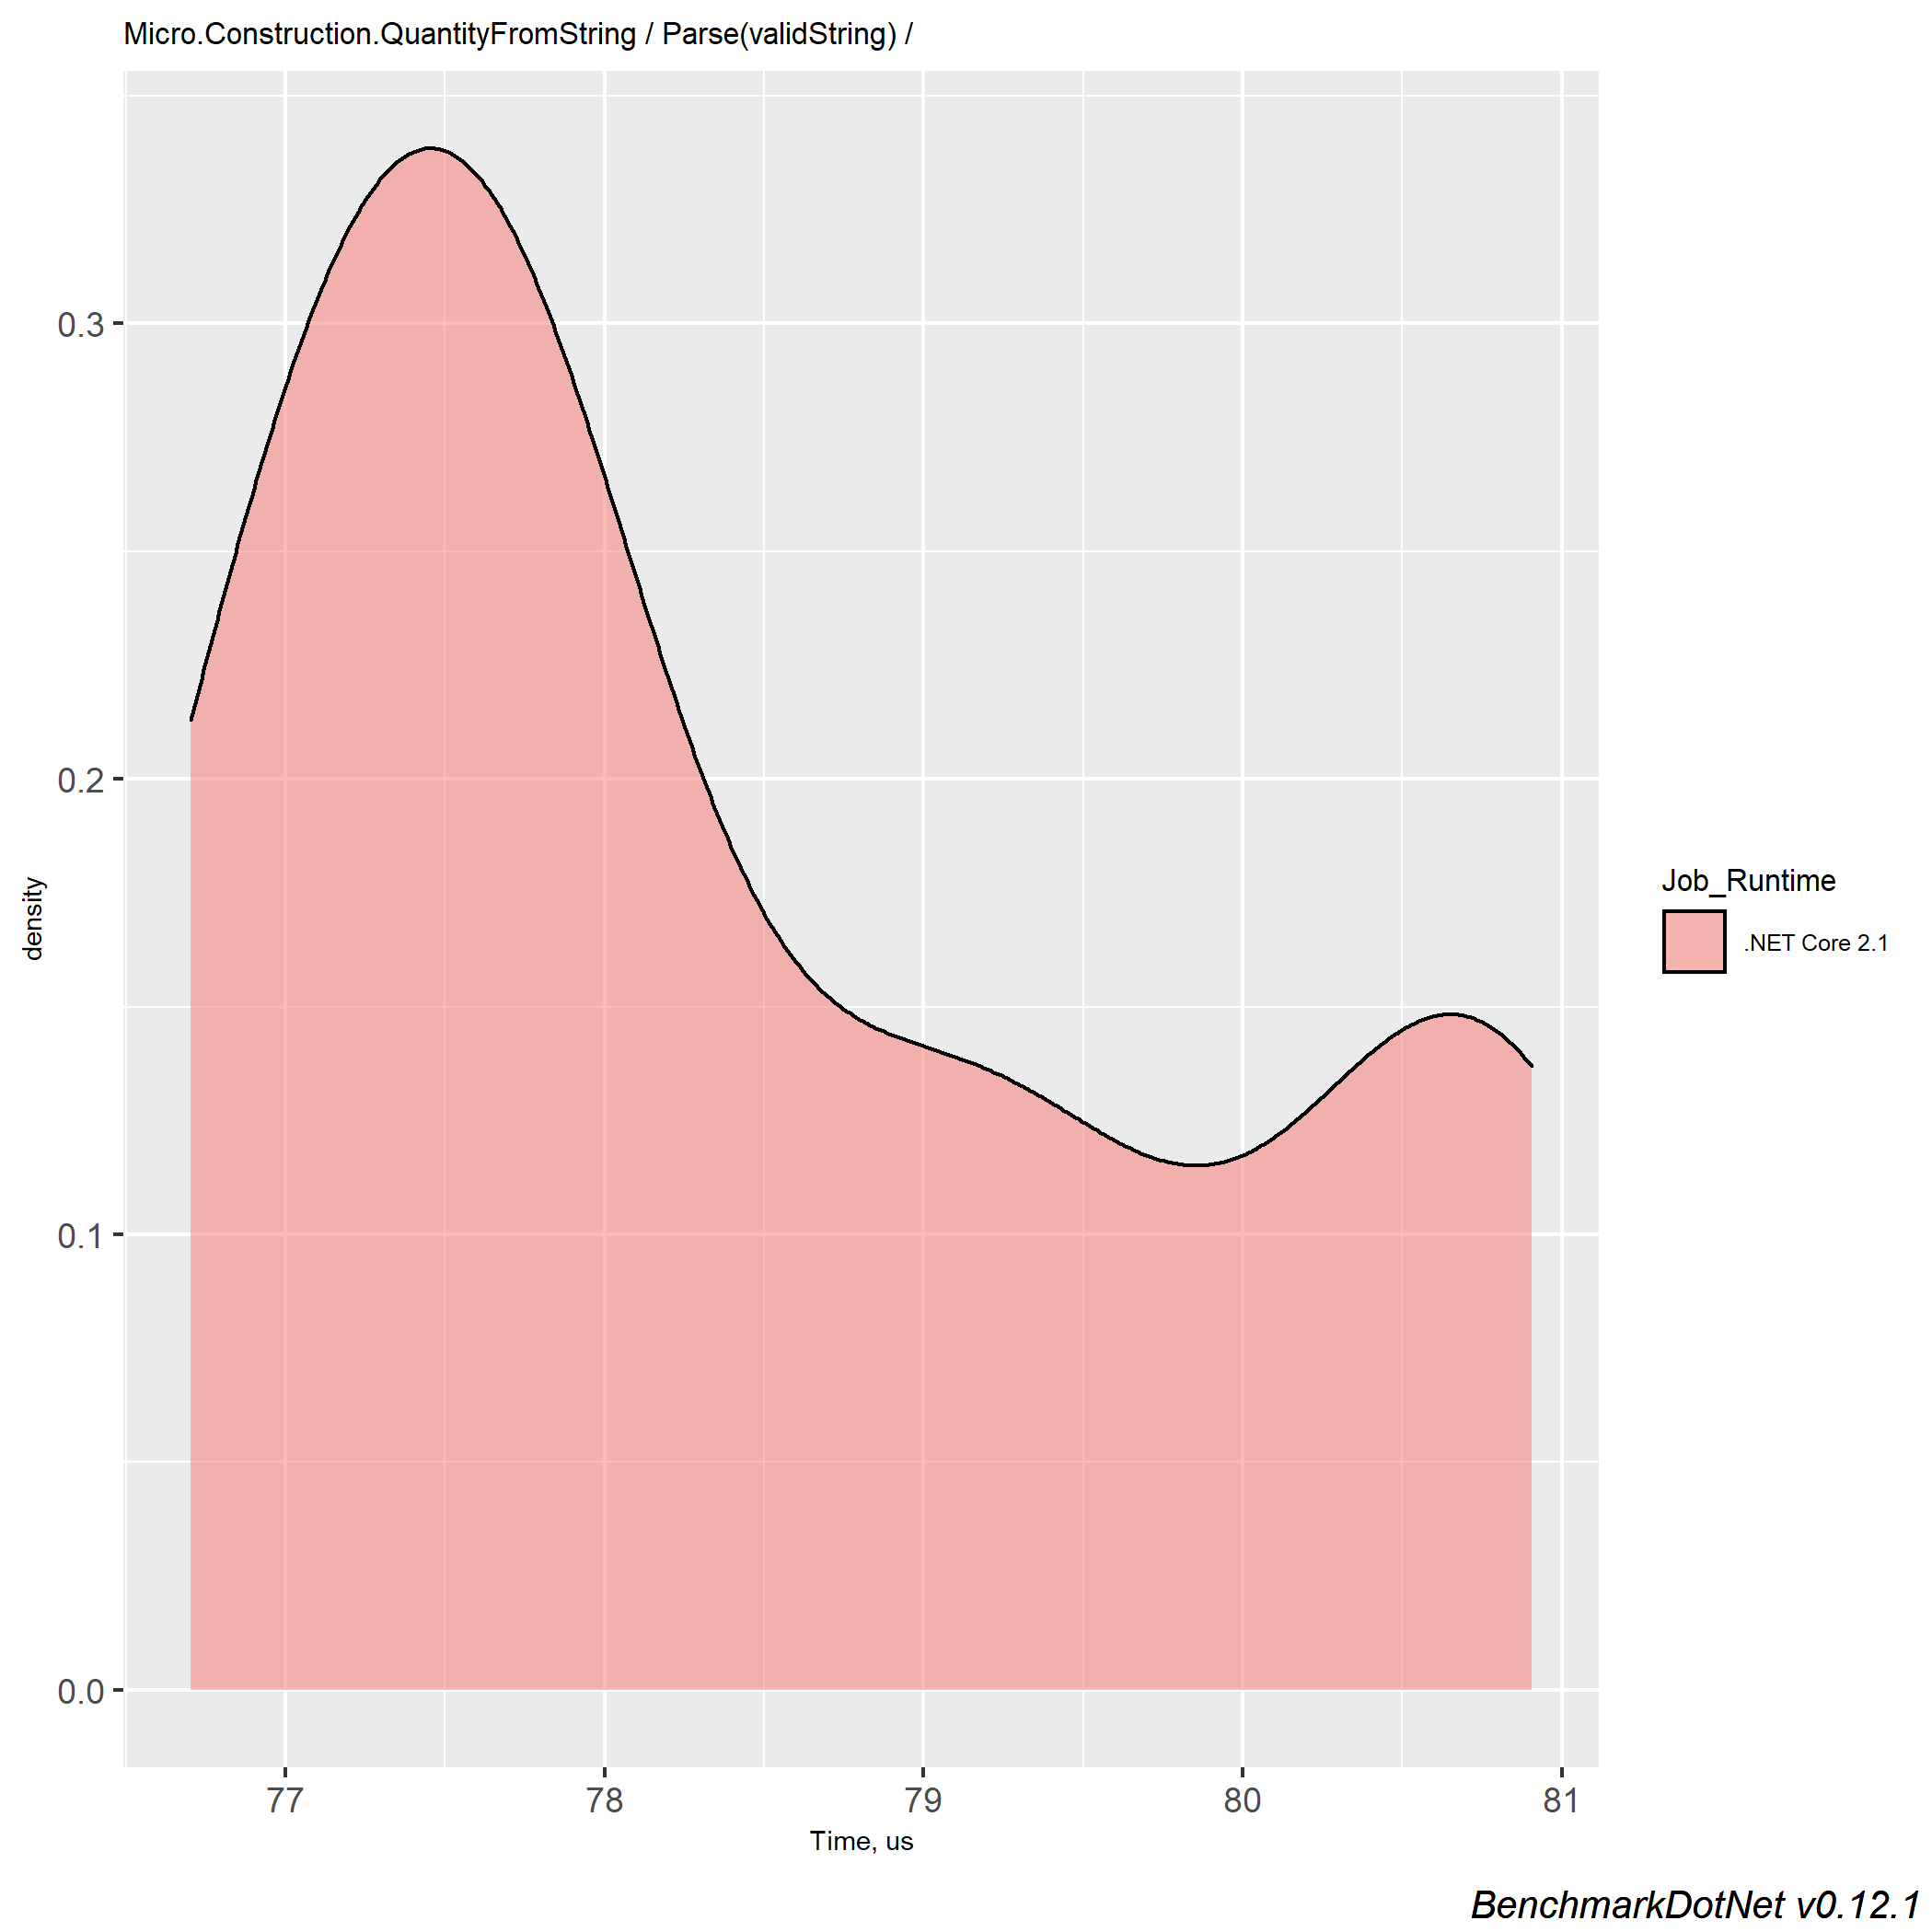 Micro.Construction.QuantityFromString / Parse(validString) /
0.3
0.2
0.1
0.0
density
77 78 79 80 81
Time, us
Job_Runtime
.NET Core 2.1
BenchmarkDotNet v0.12.1